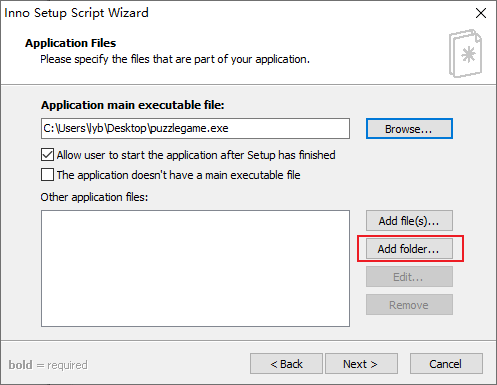 Inno Setup Script Wizard
Application Files
Please specify the files that are part of your application.
Application main executable file:
C:\Users\lyb\Desktop\puzzlegame.exe
Browse...
Allow user to start the application after Setup has finished
The application doesn't have a main executable file
Other application files:
Add file(s)...
Add folder...
Edit...
Remove
bold = required
< Back
Next >
Cancel